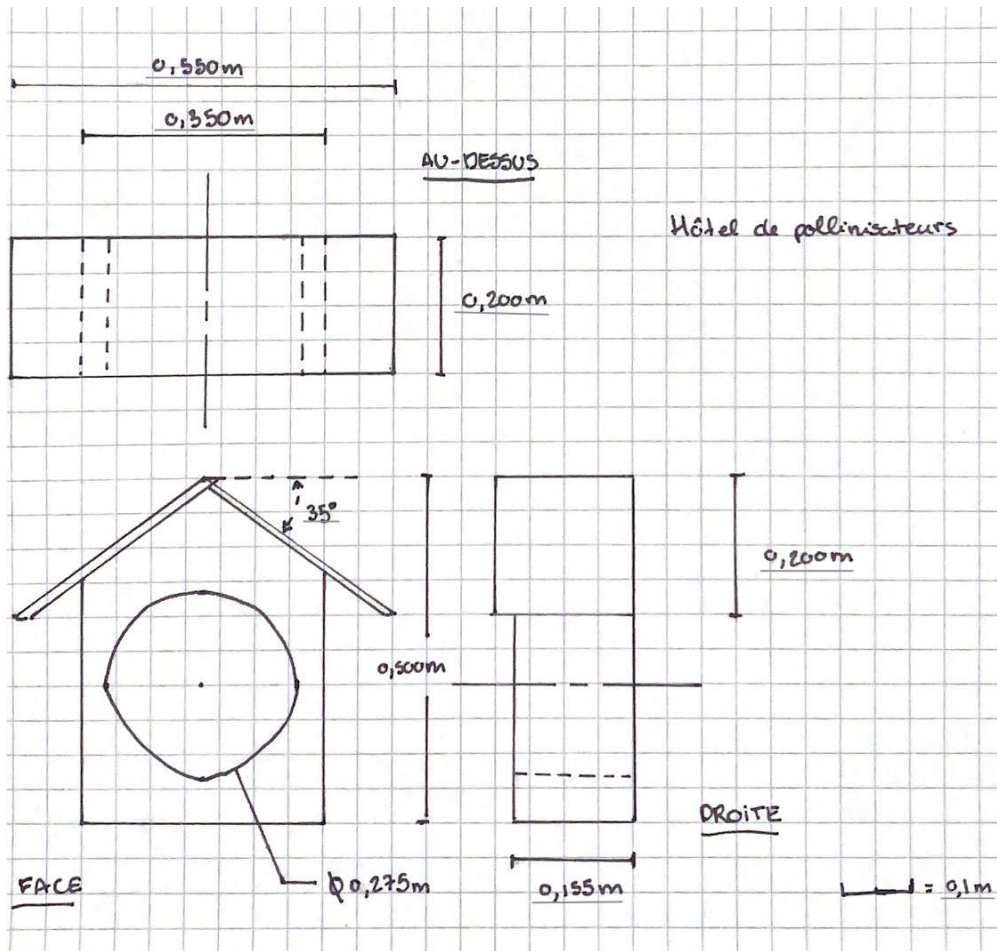 0,550m
0,350m
AU-DESSUS
Hôtel de pollinisateurs
0,200m
35°
0,200m
0,500m
DROITE
FACE
Φ0,275m
0,155m
= 0,1m